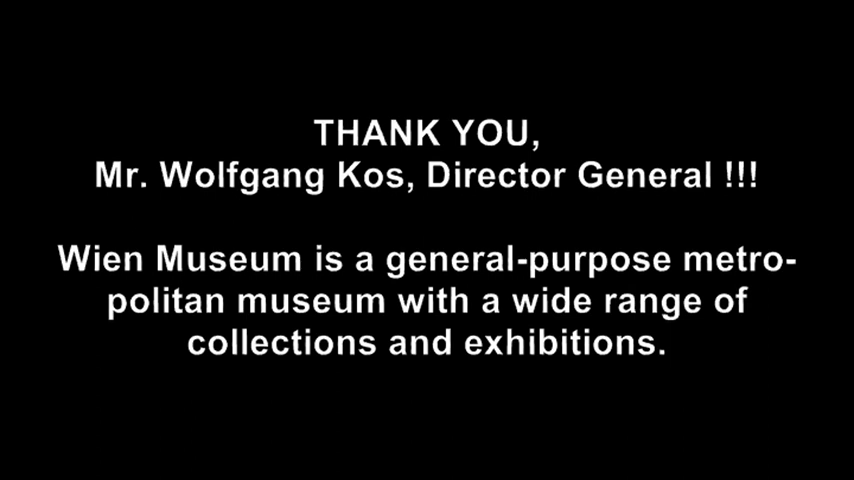 THANK YOU,
Mr. Wolfgang Kos, Director General !!!
Wien Museum is a general-purpose metro-
politan museum with a wide range of
collections and exhibitions.